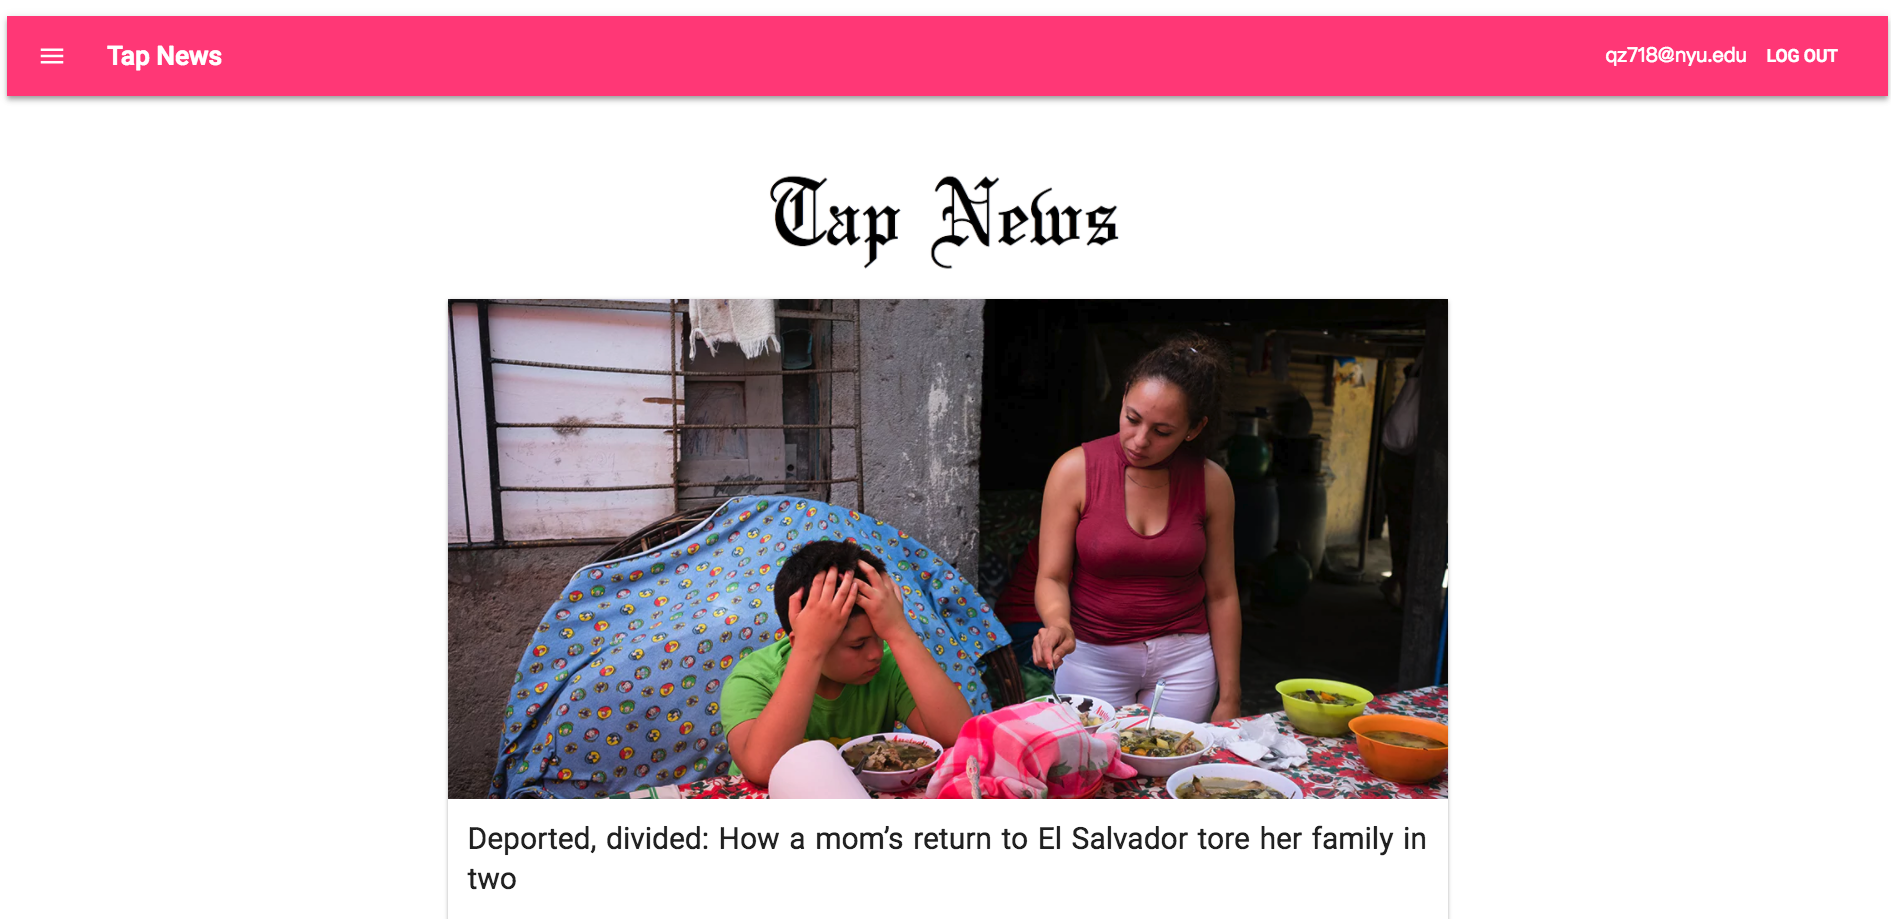 Tap News
qz718@nyu.edu LOG OUT
Tap News
Deported, divided: How a mom’s return to El Salvador tore her family in
two